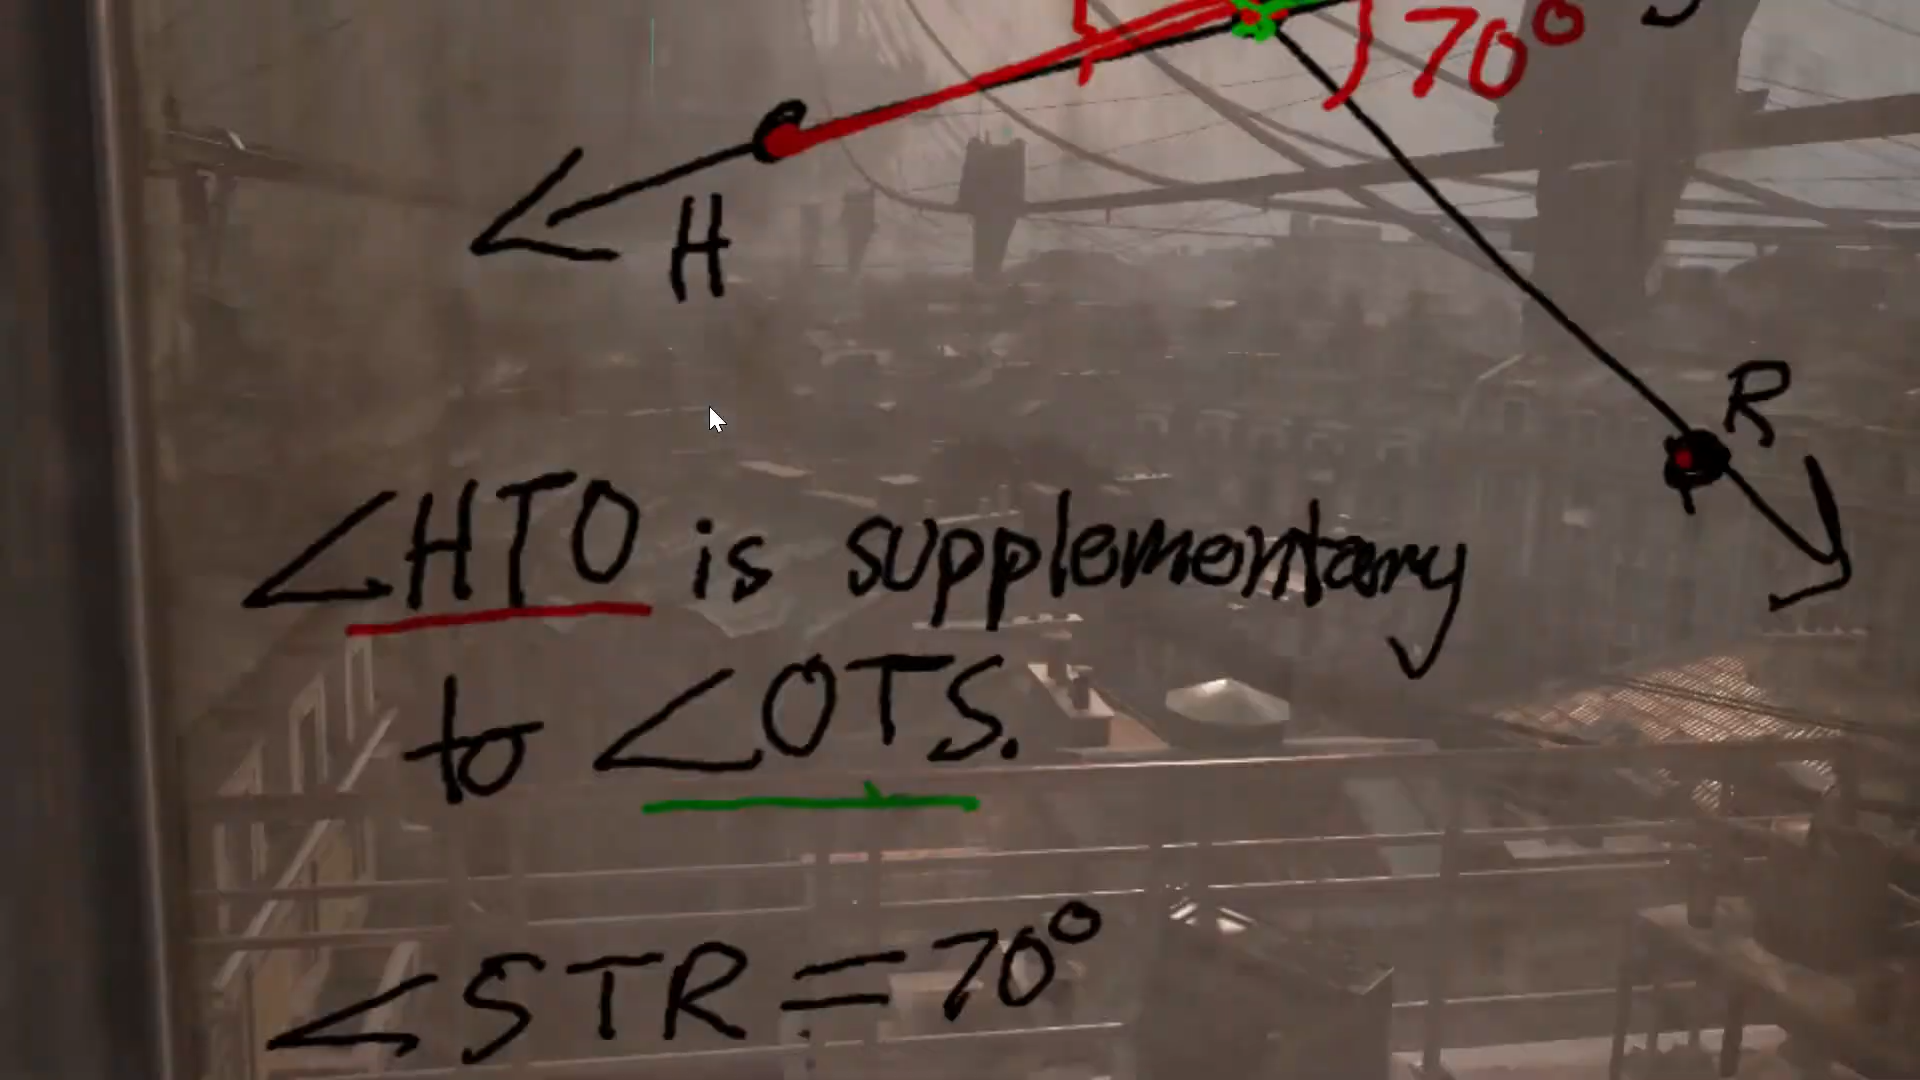 70°
H
R
∠HTO is supplementary
to ∠OTS.
∠STR = 70°